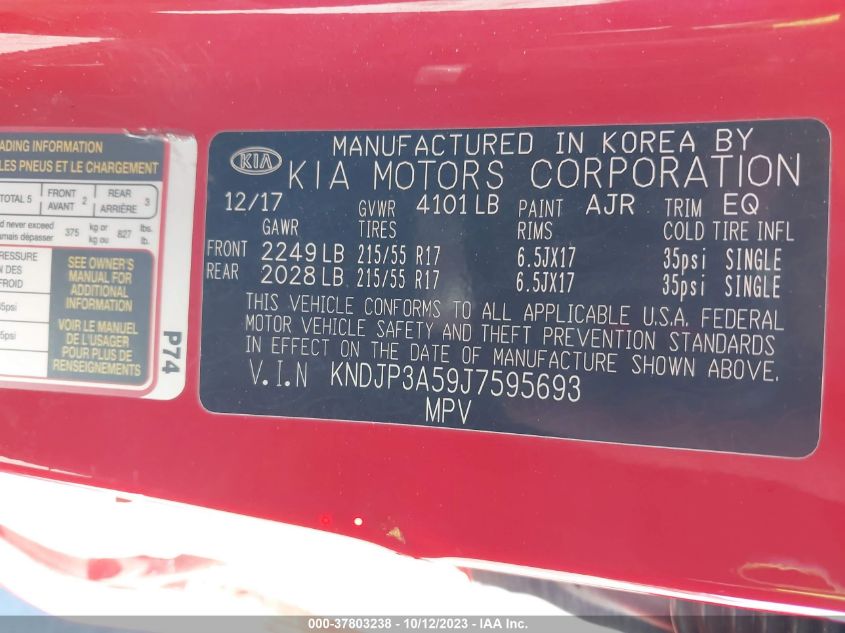 ADING INFORMATION
LES PNEUS ET LE CHARGEMENT
TOTAL 5 FRONT AVANT 2 REAR ARRIÈRE 3
d never exceed 375 kg or 827 lbs.
amais dépasser kg ou lb.
PRESSURE
N DES
FROID
35psi
35psi
SEE OWNER'S
MANUAL FOR
ADDITIONAL
INFORMATION
VOIR LE MANUEL
DE L'USAGER
POUR PLUS DE
RENSEIGNEMENTS
P74
KIA
MANUFACTURED IN KOREA BY
KIA MOTORS CORPORATION
12/17 GVWR 4101 LB PAINT AJR TRIM EQ
GAWR TIRES RIMS COLD TIRE INFL
FRONT 2249 LB 215/55 R17 6.5JX17 35psi SINGLE
REAR 2028 LB 215/55 R17 6.5JX17 35psi SINGLE
THIS VEHICLE CONFORMS TO ALL APPLICABLE U.S.A. FEDERAL
MOTOR VEHICLE SAFETY AND THEFT PREVENTION STANDARDS
IN EFFECT ON THE DATE OF MANUFACTURE SHOWN ABOVE.
V.I.N KNDJP3A59J7595693
MPV
000-37803238 - 10/12/2023 - IAA Inc.